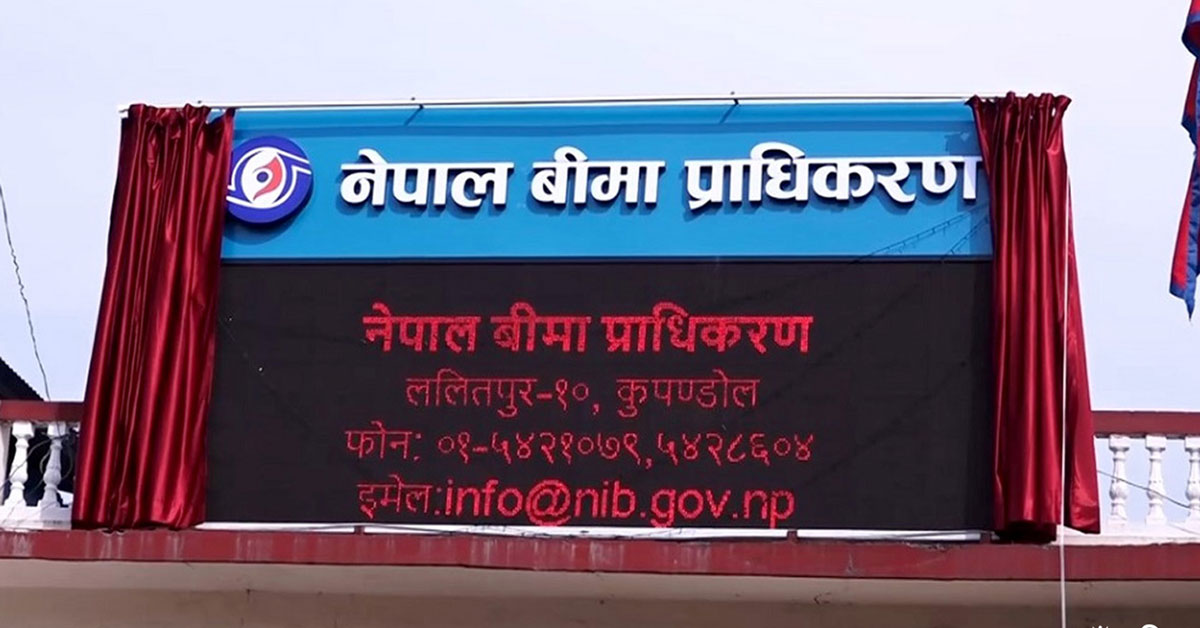 नेपाल बीमा प्राधिकरण
नेपाल बीमा प्राधिकरण
ललितपुर-१०, कुपण्डोल
फोन: ०१-५४२१०७९,५४२८६०४
इमेल:info@nib.gov.np